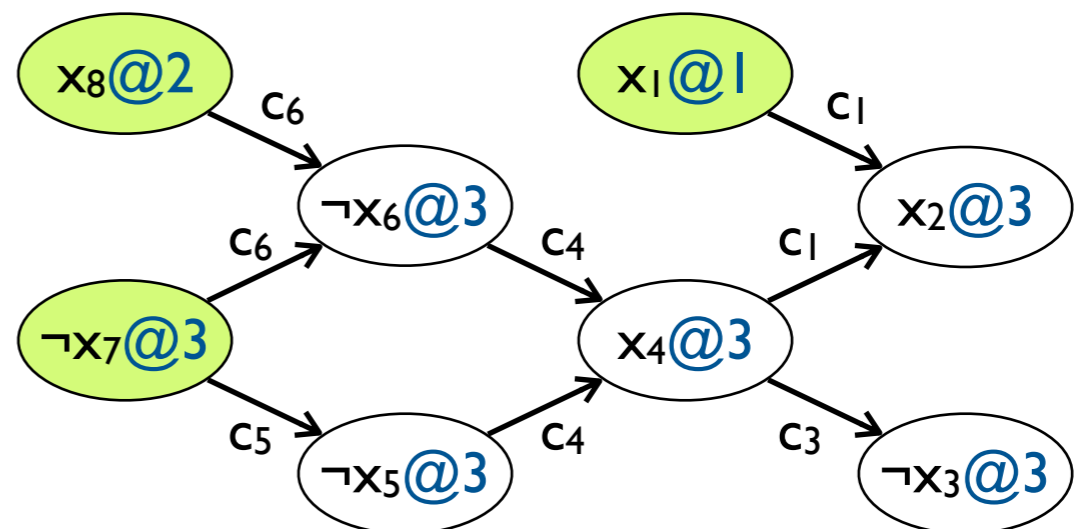 x₈@2
x₁@1
c₆
c₁
¬x₆@3
x₂@3
c₆
c₄
c₁
¬x₇@3
x₄@3
c₅
c₄
c₃
¬x₅@3
¬x₃@3